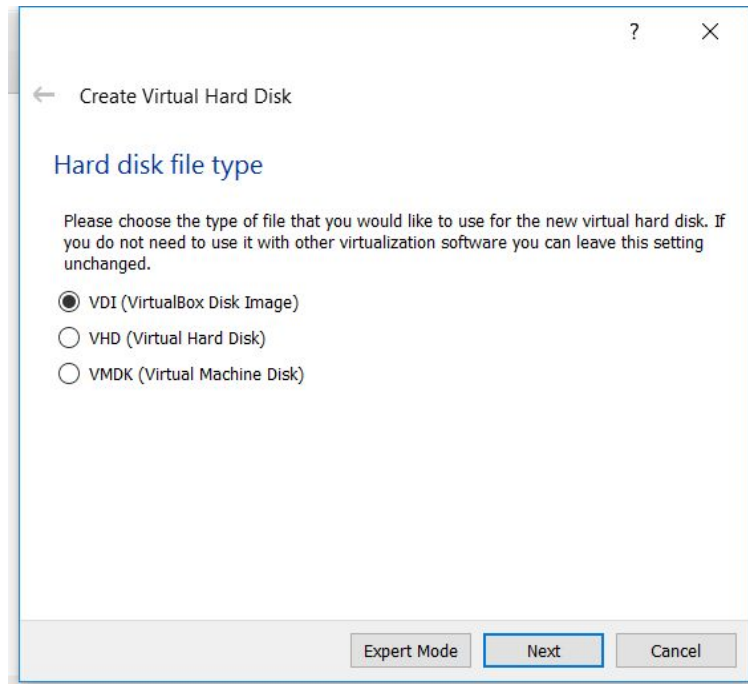 ?
Create Virtual Hard Disk
Hard disk file type
Please choose the type of file that you would like to use for the new virtual hard disk. If
you do not need to use it with other virtualization software you can leave this setting
unchanged.
VDI (VirtualBox Disk Image)
VHD (Virtual Hard Disk)
VMDK (Virtual Machine Disk)
Expert Mode Next Cancel